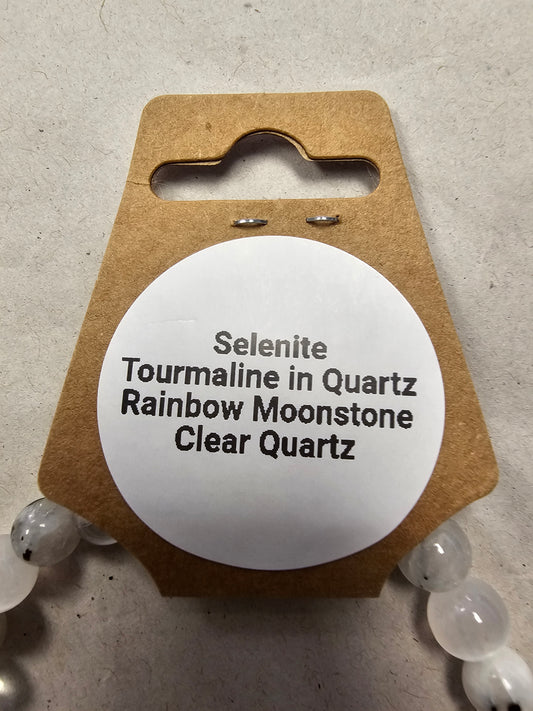 Selenite
Tourmaline in Quartz
Rainbow Moonstone
Clear Quartz